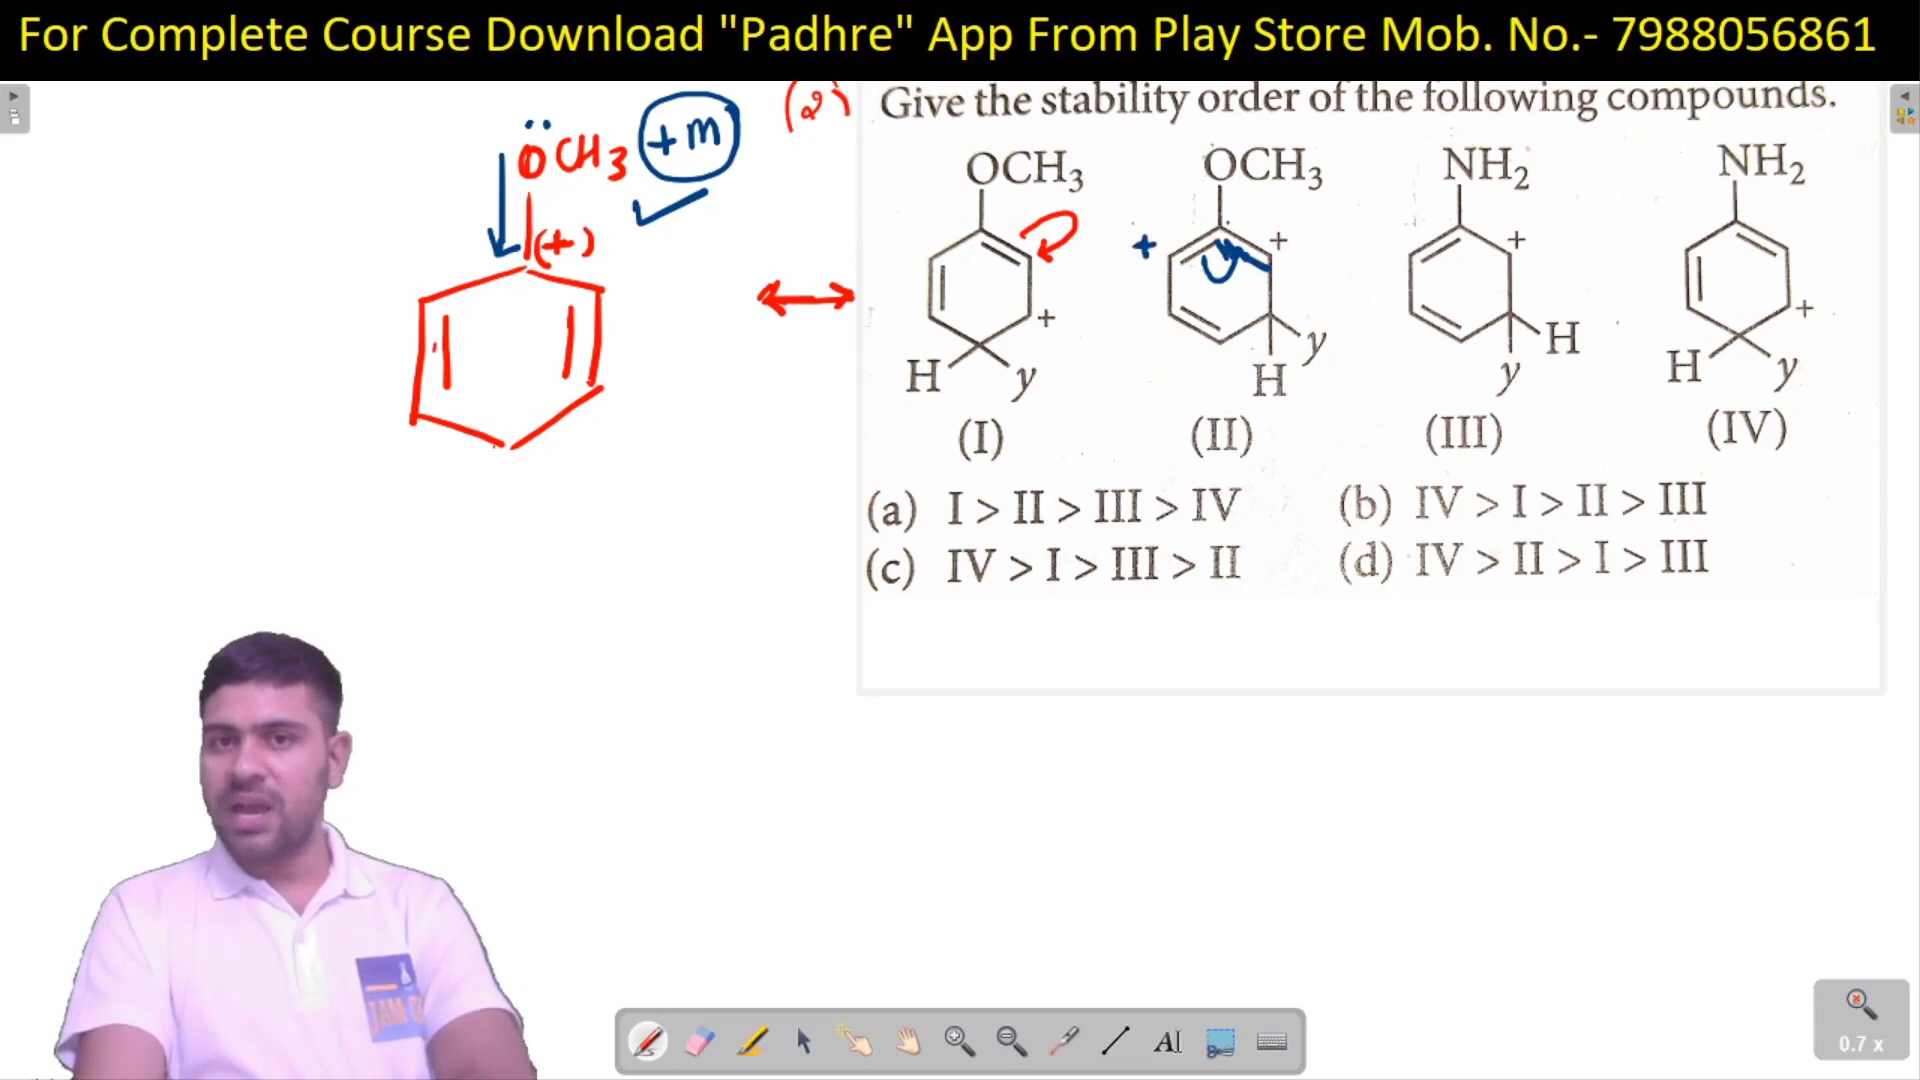 For Complete Course Download "Padhre" App From Play Store Mob. No.- 7988056861
(2) Give the stability order of the following compounds.
OCH3 +m
(+)
OCH3 OCH3 NH2 NH2
+ + +
+ +
H y y H H y
H y
(I) (II) (III) (IV)
(a) I > II > III > IV (b) IV > I > II > III
(c) IV > I > III > II (d) IV > II > I > III
AI
0.7 x